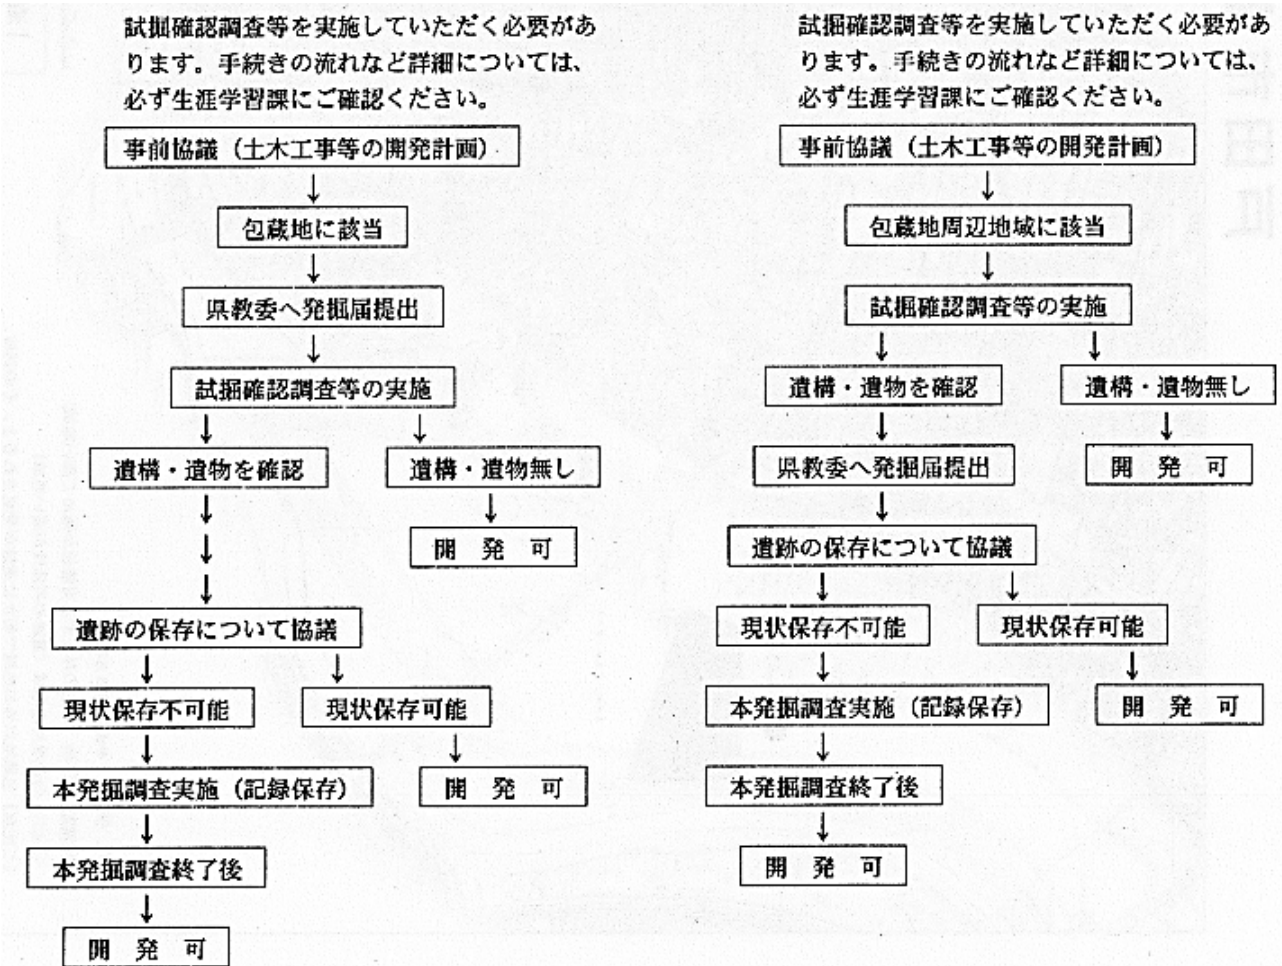 試掘確認調査等を実施していただく必要があ
ります。手続きの流れなど詳細については、
必ず生涯学習課にご確認ください。
事前協議（土木工事等の開発計画）
包蔵地に該当
県教委へ発掘届提出
試掘確認調査等の実施
遺構・遺物を確認
遺構・遺物無し
開　発　可
遺跡の保存について協議
現状保存不可能
現状保存可能
本発掘調査実施（記録保存）
開　発　可
本発掘調査終了後
開　発　可
試掘確認調査等を実施していただく必要があ
ります。手続きの流れなど詳細については、
必ず生涯学習課にご確認ください。
事前協議（土木工事等の開発計画）
包蔵地周辺地域に該当
試掘確認調査等の実施
遺構・遺物を確認
遺構・遺物無し
県教委へ発掘届提出
開　発　可
遺跡の保存について協議
現状保存不可能
現状保存可能
本発掘調査実施（記録保存）
開　発　可
本発掘調査終了後
開　発　可